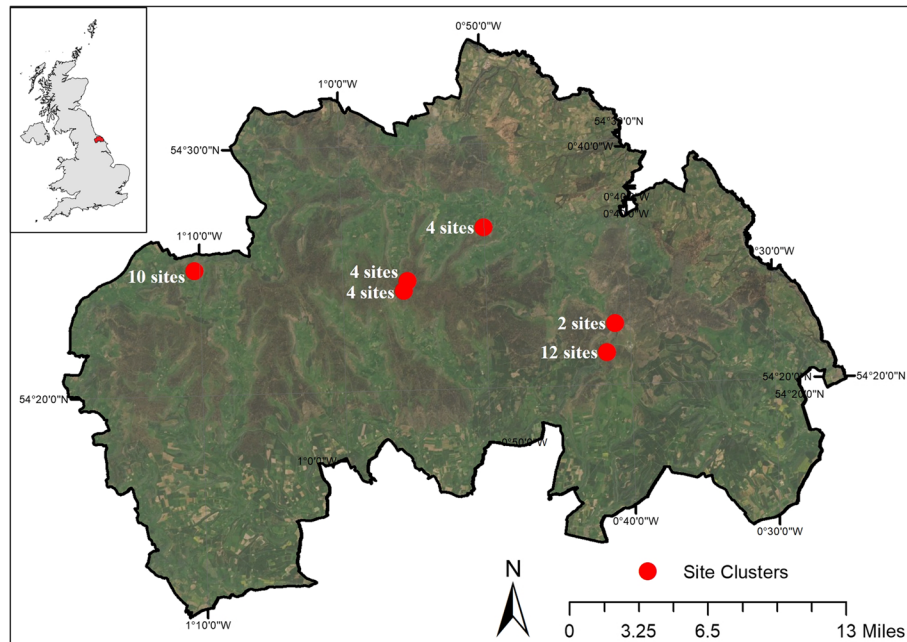 0°50'0"W
1°0'0"W
54°30'0"N
0°40'0"W
54°30'0"N
0°40'0"W
0°40'0"W
4 sites
1°10'0"W
0°30'0"W
10 sites
4 sites
4 sites
2 sites
12 sites
54°20'0"N
54°20'0"N
54°20'0"N
54°20'0"N
0°50'0"W
1°0'0"W
0°40'0"W
0°30'0"W
1°10'0"W
N
Site Clusters
0 3.25 6.5 13 Miles